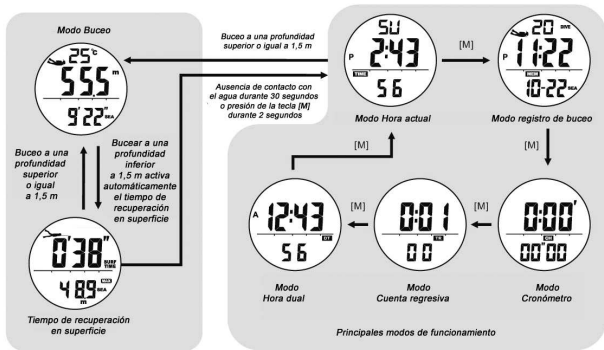 Modo Buceo
25°C
55.5 m
9'22" SEA
Buceo a una
profundidad
superior
o igual
a 1,5 m
Bucear a una
profundidad
inferior
a 1,5 m activa
automáticamente
el tiempo de
recuperación
en superficie
0'38" SURF
TIME
MAX
48.9 SEA
m
Tiempo de recuperación
en superficie
Buceo a una profundidad
superior o igual a 1,5 m
Ausencia de contacto con
el agua durante 30 segundos
o presión de la tecla [M]
durante 2 segundos
SU
P 2:43
TIME
56
Modo Hora actual
[M]
20 DIVE
P 11:22
MEM
10-22 SEA
Modo registro de buceo
[M]
0:00'
CH
00"00
Modo
Cronómetro
[M]
0:01
TR
00
Modo
Cuenta regresiva
[M]
A 12:43
DT
56
Modo
Hora dual
[M]
Principales modos de funcionamiento